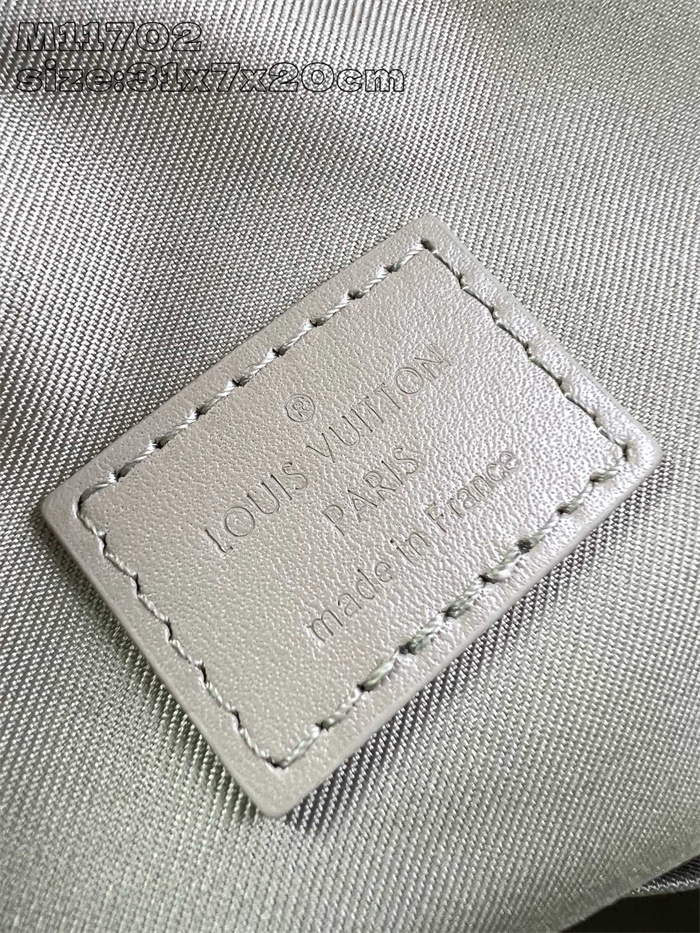 M11702
size:31x7x20cm
®
LOUIS VUITTON
PARIS
made in France